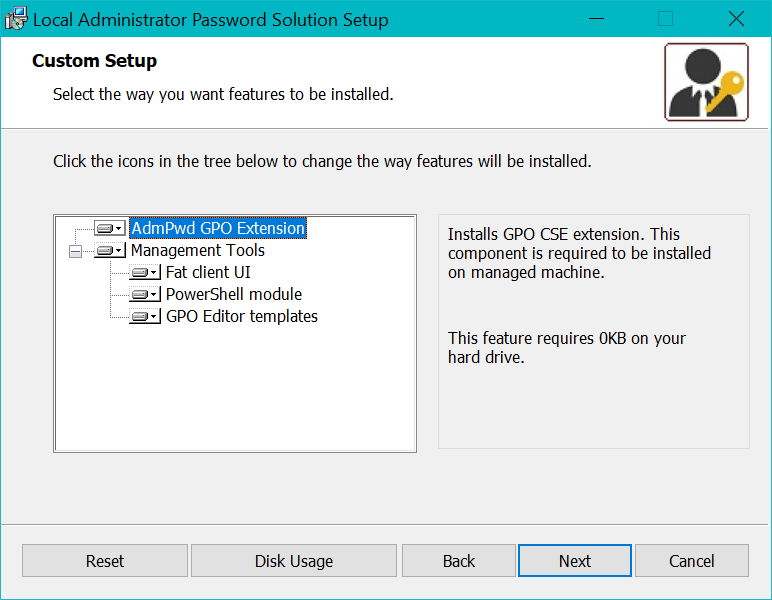 Local Administrator Password Solution Setup
Custom Setup
Select the way you want features to be installed.
Click the icons in the tree below to change the way features will be installed.
AdmPwd GPO Extension
Management Tools
Fat client UI
PowerShell module
GPO Editor templates
Installs GPO CSE extension. This
component is required to be installed
on managed machine.
This feature requires 0KB on your
hard drive.
Reset
Disk Usage
Back
Next
Cancel